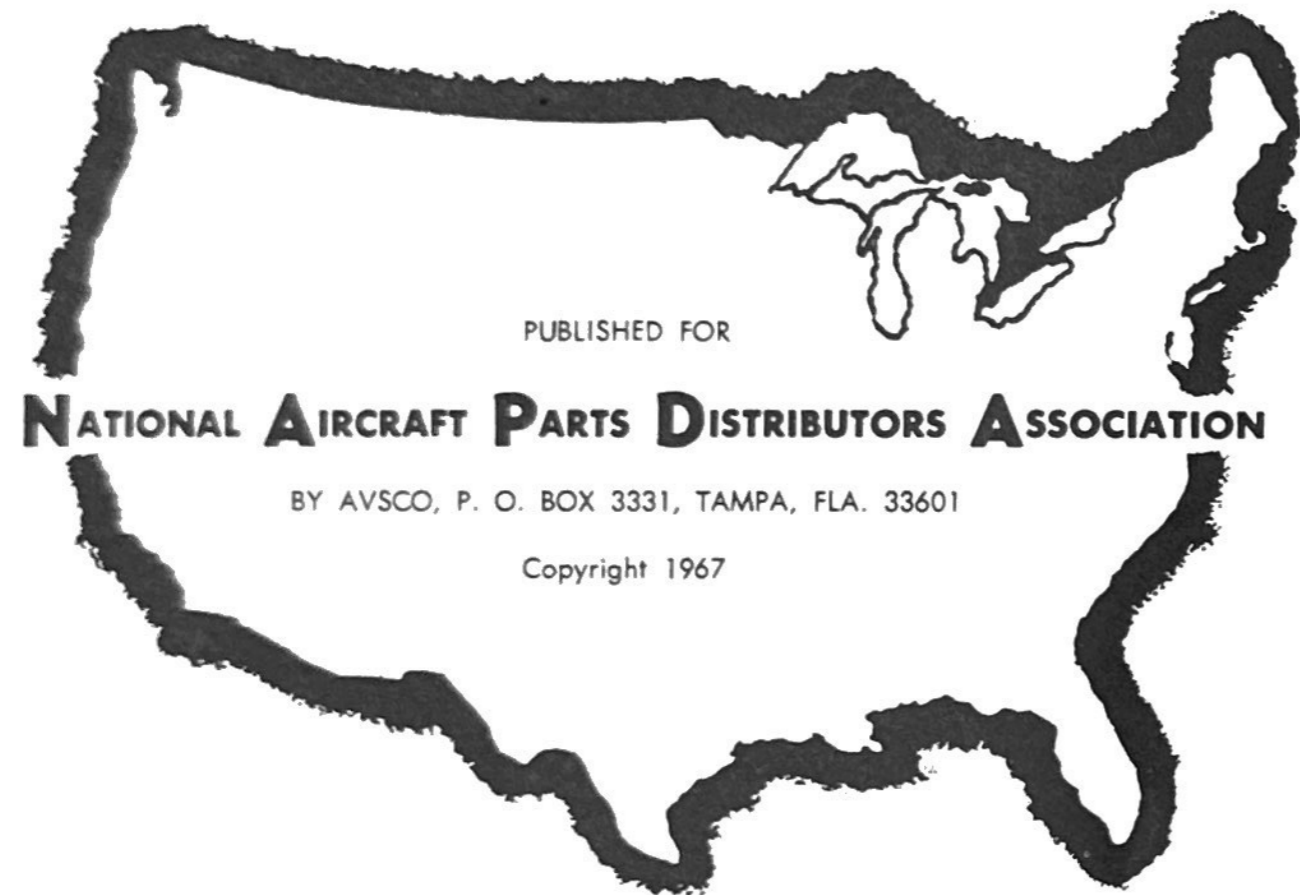 PUBLISHED FOR
NATIONAL AIRCRAFT PARTS DISTRIBUTORS ASSOCIATION
BY AVSCO, P. O. BOX 3331, TAMPA, FLA. 33601
Copyright 1967